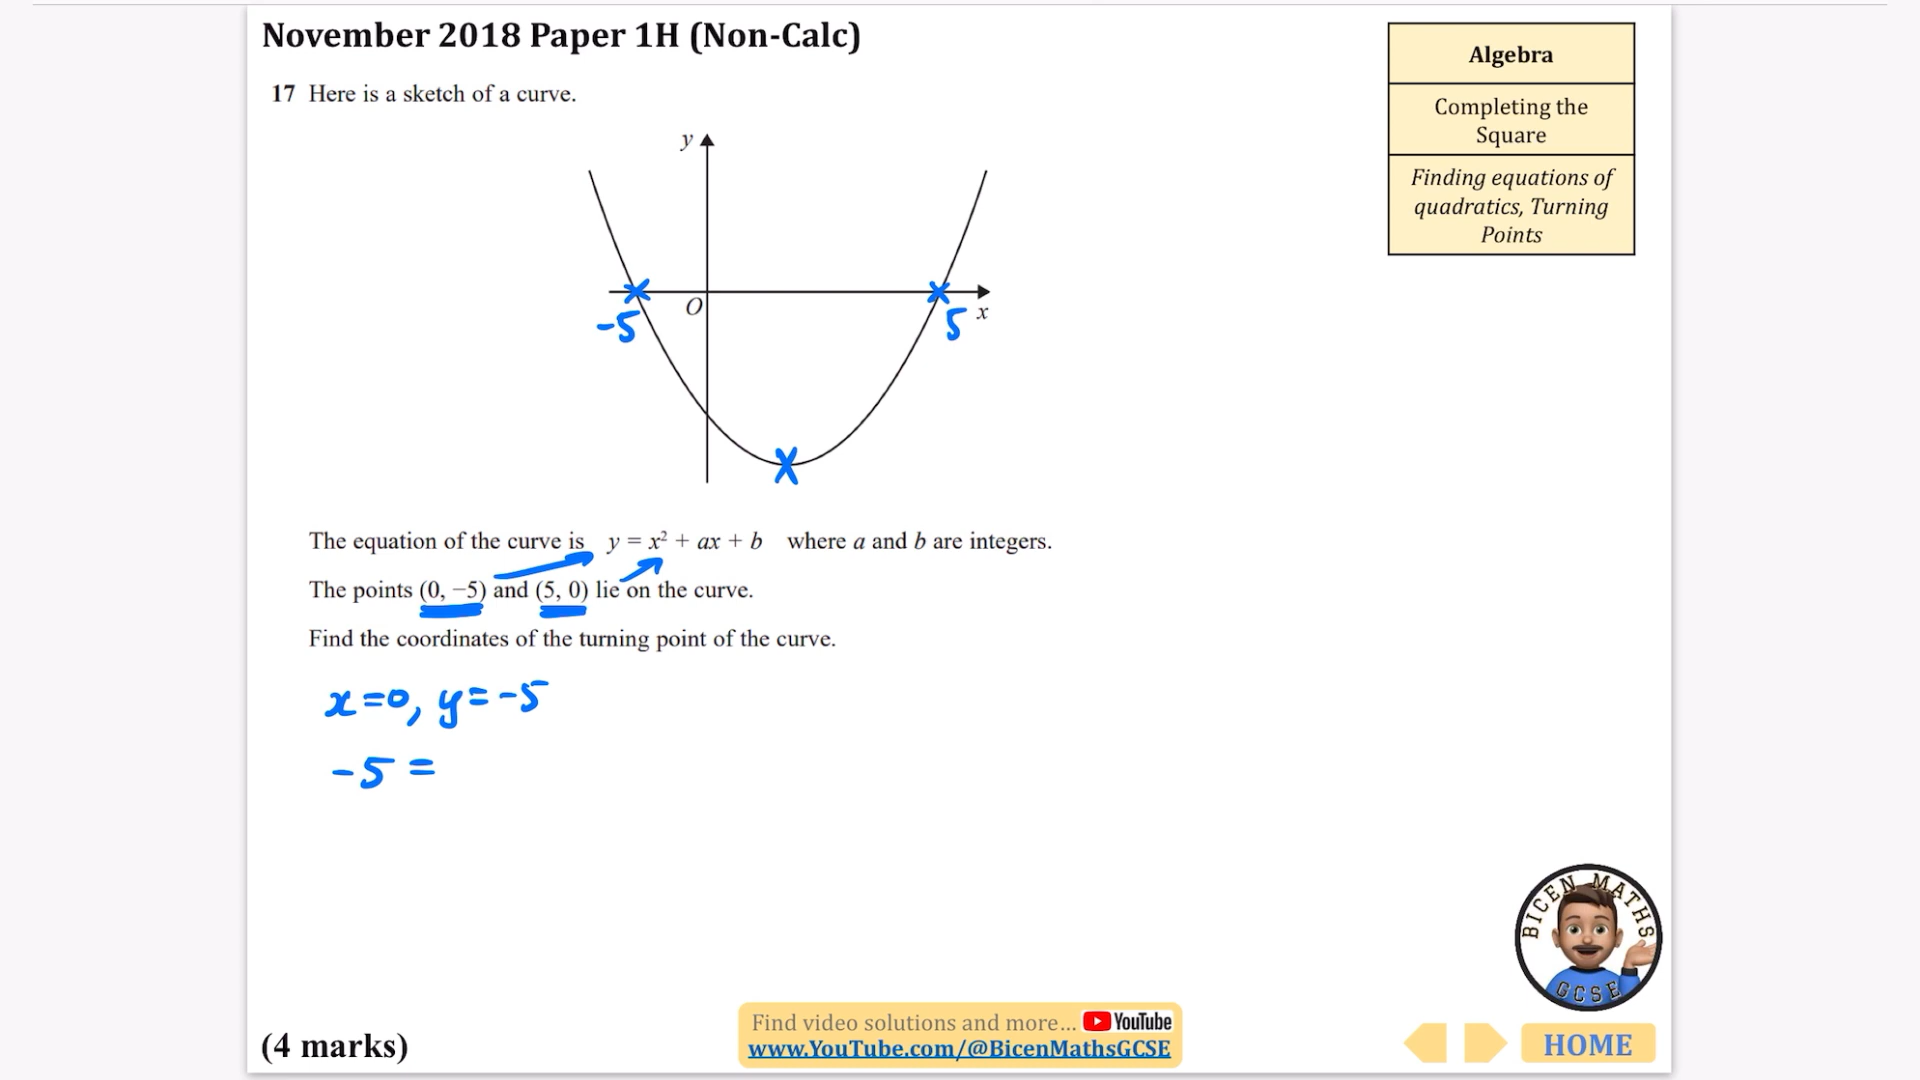 November 2018 Paper 1H (Non-Calc)
Algebra
Completing the
Square
Finding equations of
quadratics, Turning
Points
17 Here is a sketch of a curve.
y
O
x
-5
5
The equation of the curve is y = x² + ax + b where a and b are integers.
The points (0, −5) and (5, 0) lie on the curve.
Find the coordinates of the turning point of the curve.
x=0, y=-5
-5=
BICEN MATHS
GCSE
(4 marks)
Find video solutions and more... YouTube
www.YouTube.com/@BicenMathsGCSE
HOME